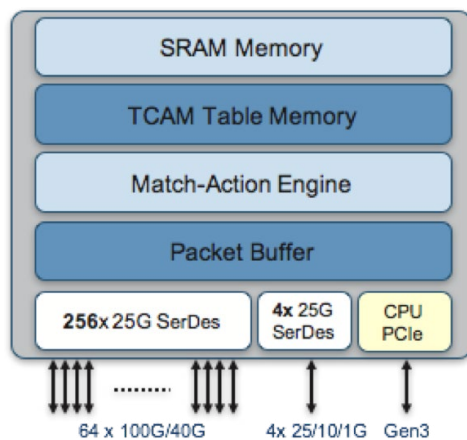 SRAM Memory
TCAM Table Memory
Match-Action Engine
Packet Buffer
256x 25G SerDes
4x 25G
SerDes
CPU
PCIe
64 x 100G/40G
4x 25/10/1G
Gen3